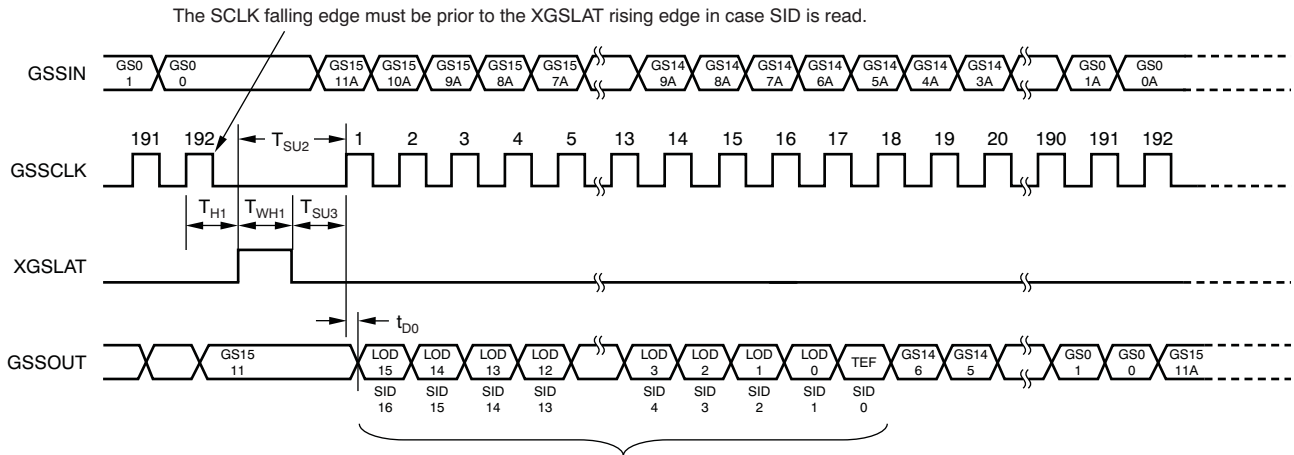 The SCLK falling edge must be prior to the XGSLAT rising edge in case SID is read.
GSSIN
GS0 GS0 GS15 GS15 GS15 GS15 GS15 GS14 GS14 GS14 GS14 GS14 GS14 GS14 GS0 GS0
1 0 11A 10A 9A 8A 7A 9A 8A 7A 6A 5A 4A 3A 1A 0A
191 192 TSU2 1 2 3 4 5 13 14 15 16 17 18 19 20 190 191 192
GSSCLK
TH1 TWH1 TSU3
XGSLAT
tD0
GSSOUT
GS15 LOD LOD LOD LOD LOD LOD LOD LOD TEF GS14 GS14 GS0 GS0 GS15
11 15 14 13 12 3 2 1 0 6 5 1 0 11A
SID SID SID SID SID SID SID SID SID
16 15 14 13 4 3 2 1 0